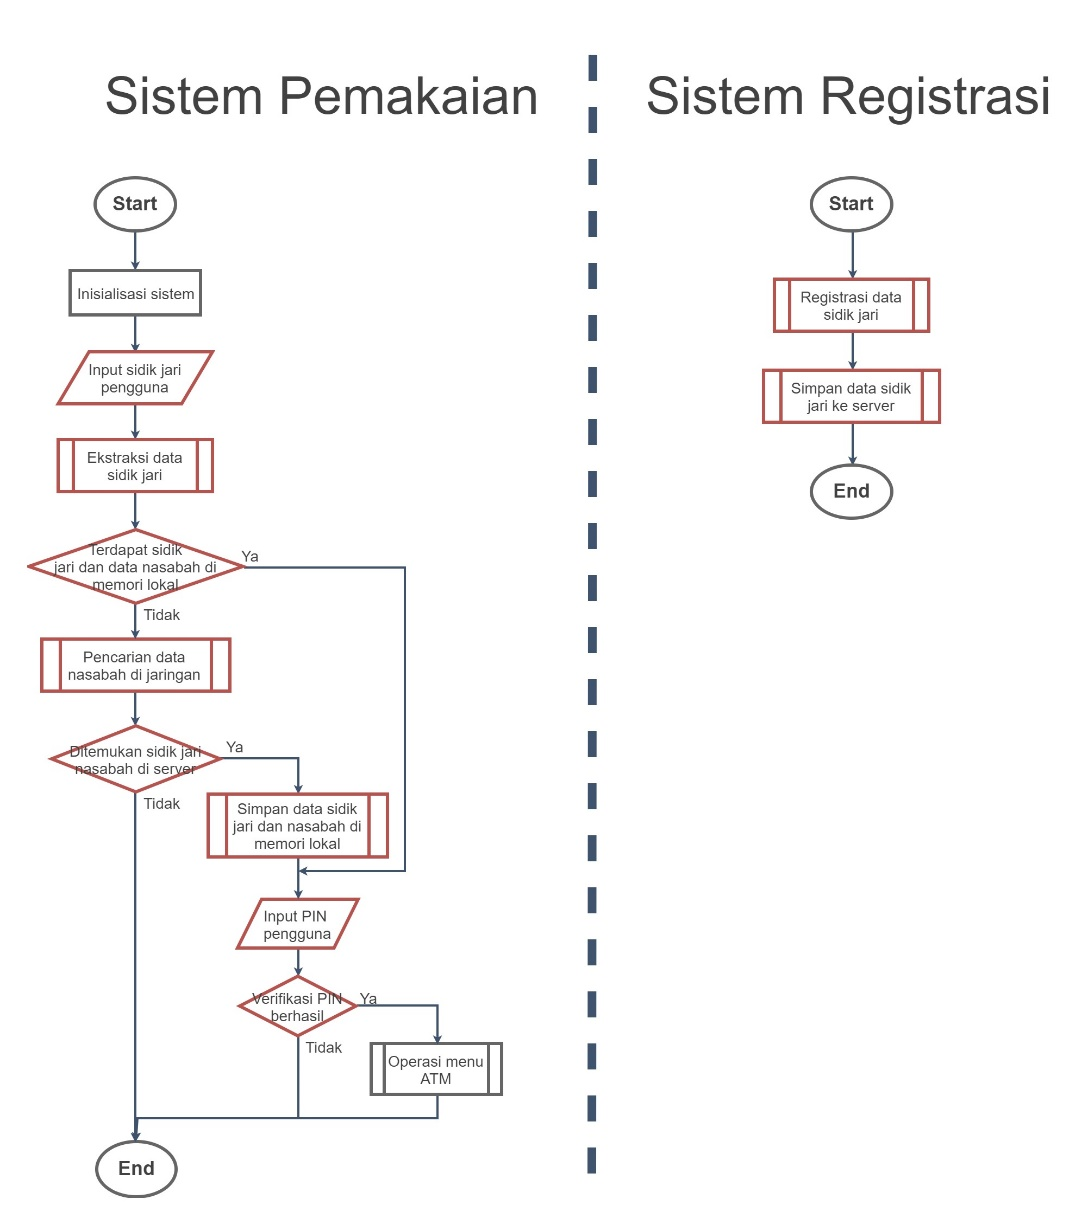 Sistem Pemakaian
Start
Inisialisasi sistem
Input sidik jari
pengguna
Ekstraksi data
sidik jari
Terdapat sidik
jari dan data nasabah di
memori lokal
Ya
Tidak
Pencarian data
nasabah di jaringan
Ditemukan sidik jari
nasabah di server
Ya
Tidak
Simpan data sidik
jari dan nasabah di
memori lokal
Input PIN
pengguna
Verifikasi PIN
berhasil
Ya
Tidak
Operasi menu
ATM
End
Sistem Registrasi
Start
Registrasi data
sidik jari
Simpan data sidik
jari ke server
End